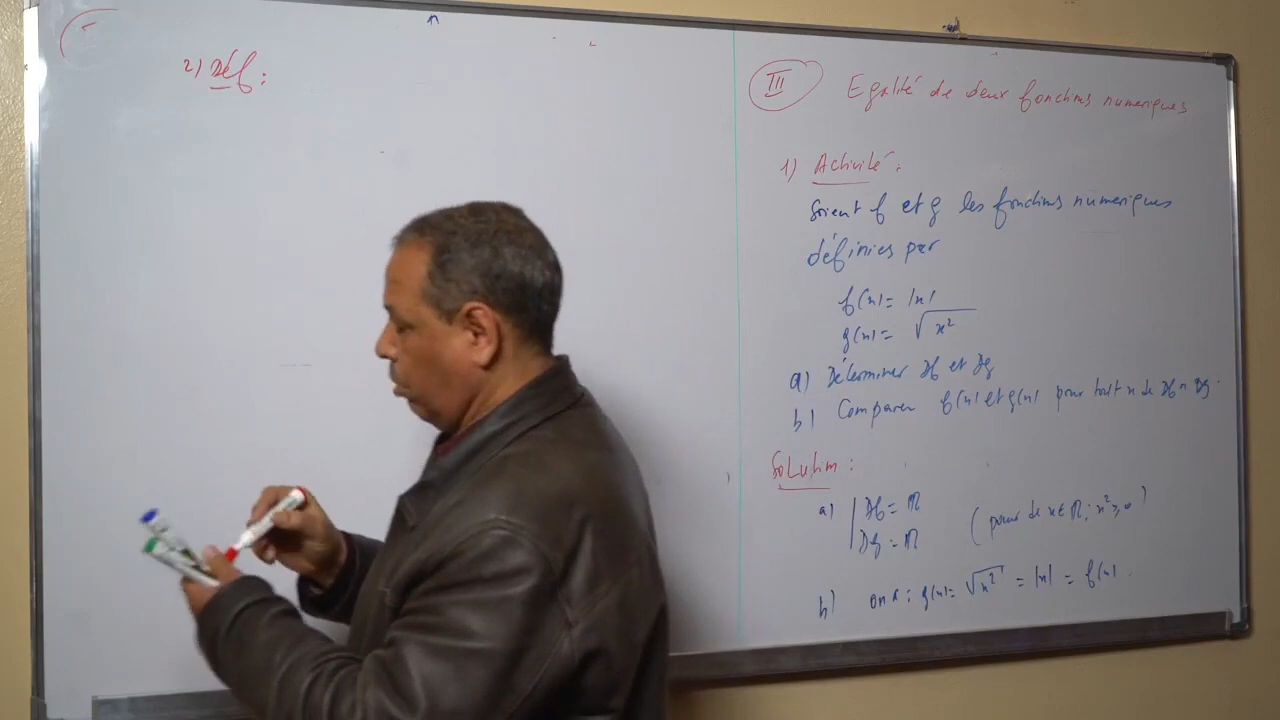 2) Déf :
III Egalité de deux fonctions numériques
1) Activité :
Soient f et g les fonctions numériques
définies par
f(x) = |x|
g(x) = √x²
a) Déterminer Df et Dg
b) Comparer f(x) et g(x) pour tout x de Df ∩ Dg.
Solution :
a) Df = ℝ
Dg = ℝ (pour x ∈ ℝ ; x² ≥ 0)
b) on a : g(x) = √x² = |x| = f(x)